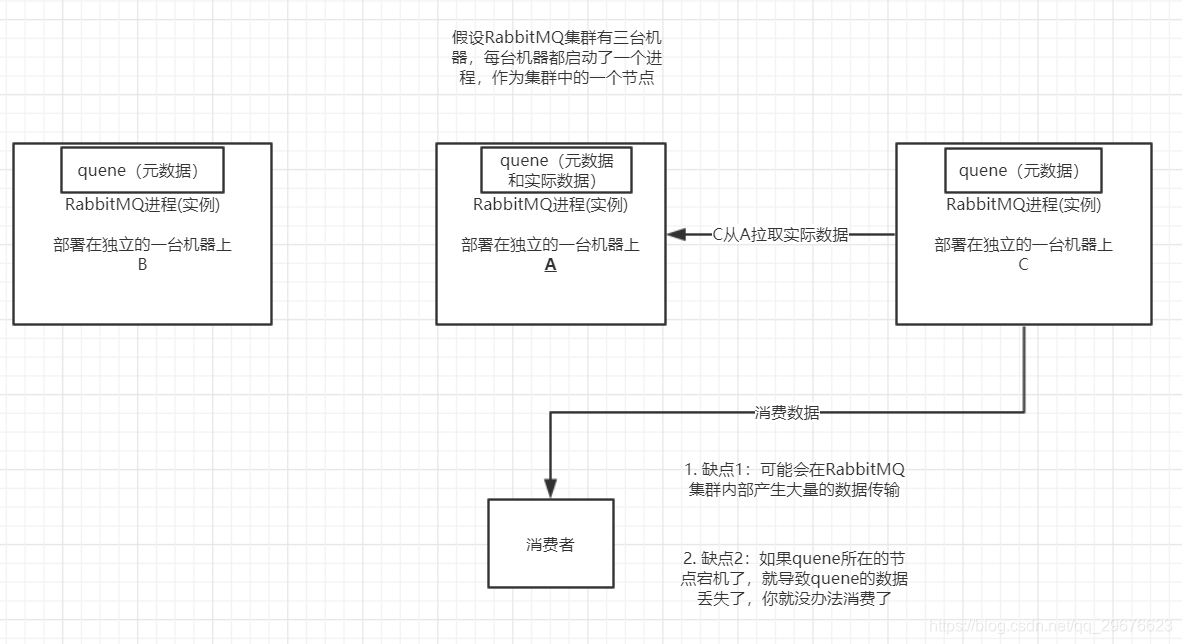 假设RabbitMQ集群有三台机
器，每台机器都启动了一个进
程，作为集群中的一个节点
quene（元数据）
RabbitMQ进程(实例)
部署在独立的一台机器上
B
quene（元数据
和实际数据）
RabbitMQ进程(实例)
部署在独立的一台机器上
A
C从A拉取实际数据
quene（元数据）
RabbitMQ进程(实例)
部署在独立的一台机器上
C
消费数据
消费者
1. 缺点1：可能会在RabbitMQ
集群内部产生大量的数据传输
2. 缺点2：如果quene所在的节
点宕机了，就导致quene的数据
丢失了，你就没办法消费了
https://blog.csdn.net/qq_29676623